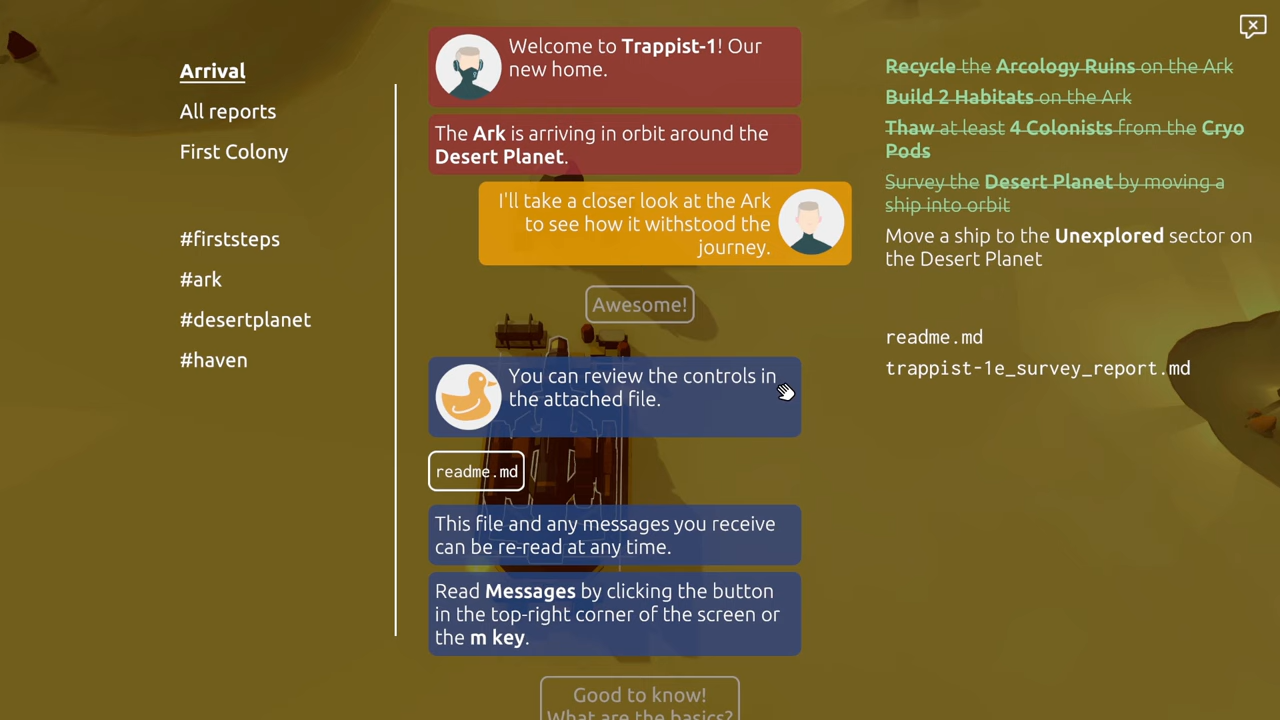 Arrival
All reports
First Colony
#firststeps
#ark
#desertplanet
#haven
Welcome to Trappist-1! Our
new home.
The Ark is arriving in orbit around the
Desert Planet.
I'll take a closer look at the Ark
to see how it withstood the
journey.
Awesome!
You can review the controls in
the attached file.
readme.md
This file and any messages you receive
can be re-read at any time.
Read Messages by clicking the button
in the top-right corner of the screen or
the m key.
Good to know!
What are the basics?
Recycle the Arcology Ruins on the Ark
Build 2 Habitats on the Ark
Thaw at least 4 Colonists from the Cryo
Pods
Survey the Desert Planet by moving a
ship into orbit
Move a ship to the Unexplored sector on
the Desert Planet
readme.md
trappist-1e_survey_report.md